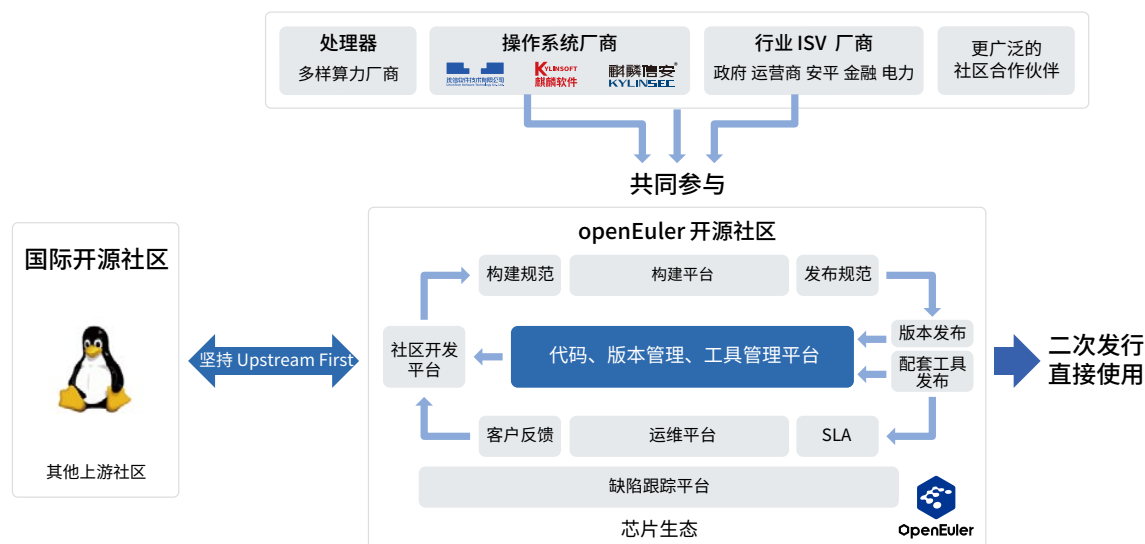 处理器
多样算力厂商
操作系统厂商
KYLINSOFT
麒麟软件
麒麟信安
KYLINSEC
行业 ISV 厂商
政府 运营商 安平 金融 电力
更广泛的
社区合作伙伴
共同参与
国际开源社区
其他上游社区
坚持 Upstream First
openEuler 开源社区
构建规范
构建平台
发布规范
社区开发
平台
代码、版本管理、工具管理平台
版本发布
配套工具
发布
客户反馈
运维平台
SLA
缺陷跟踪平台
芯片生态
OpenEuler
二次发行
直接使用